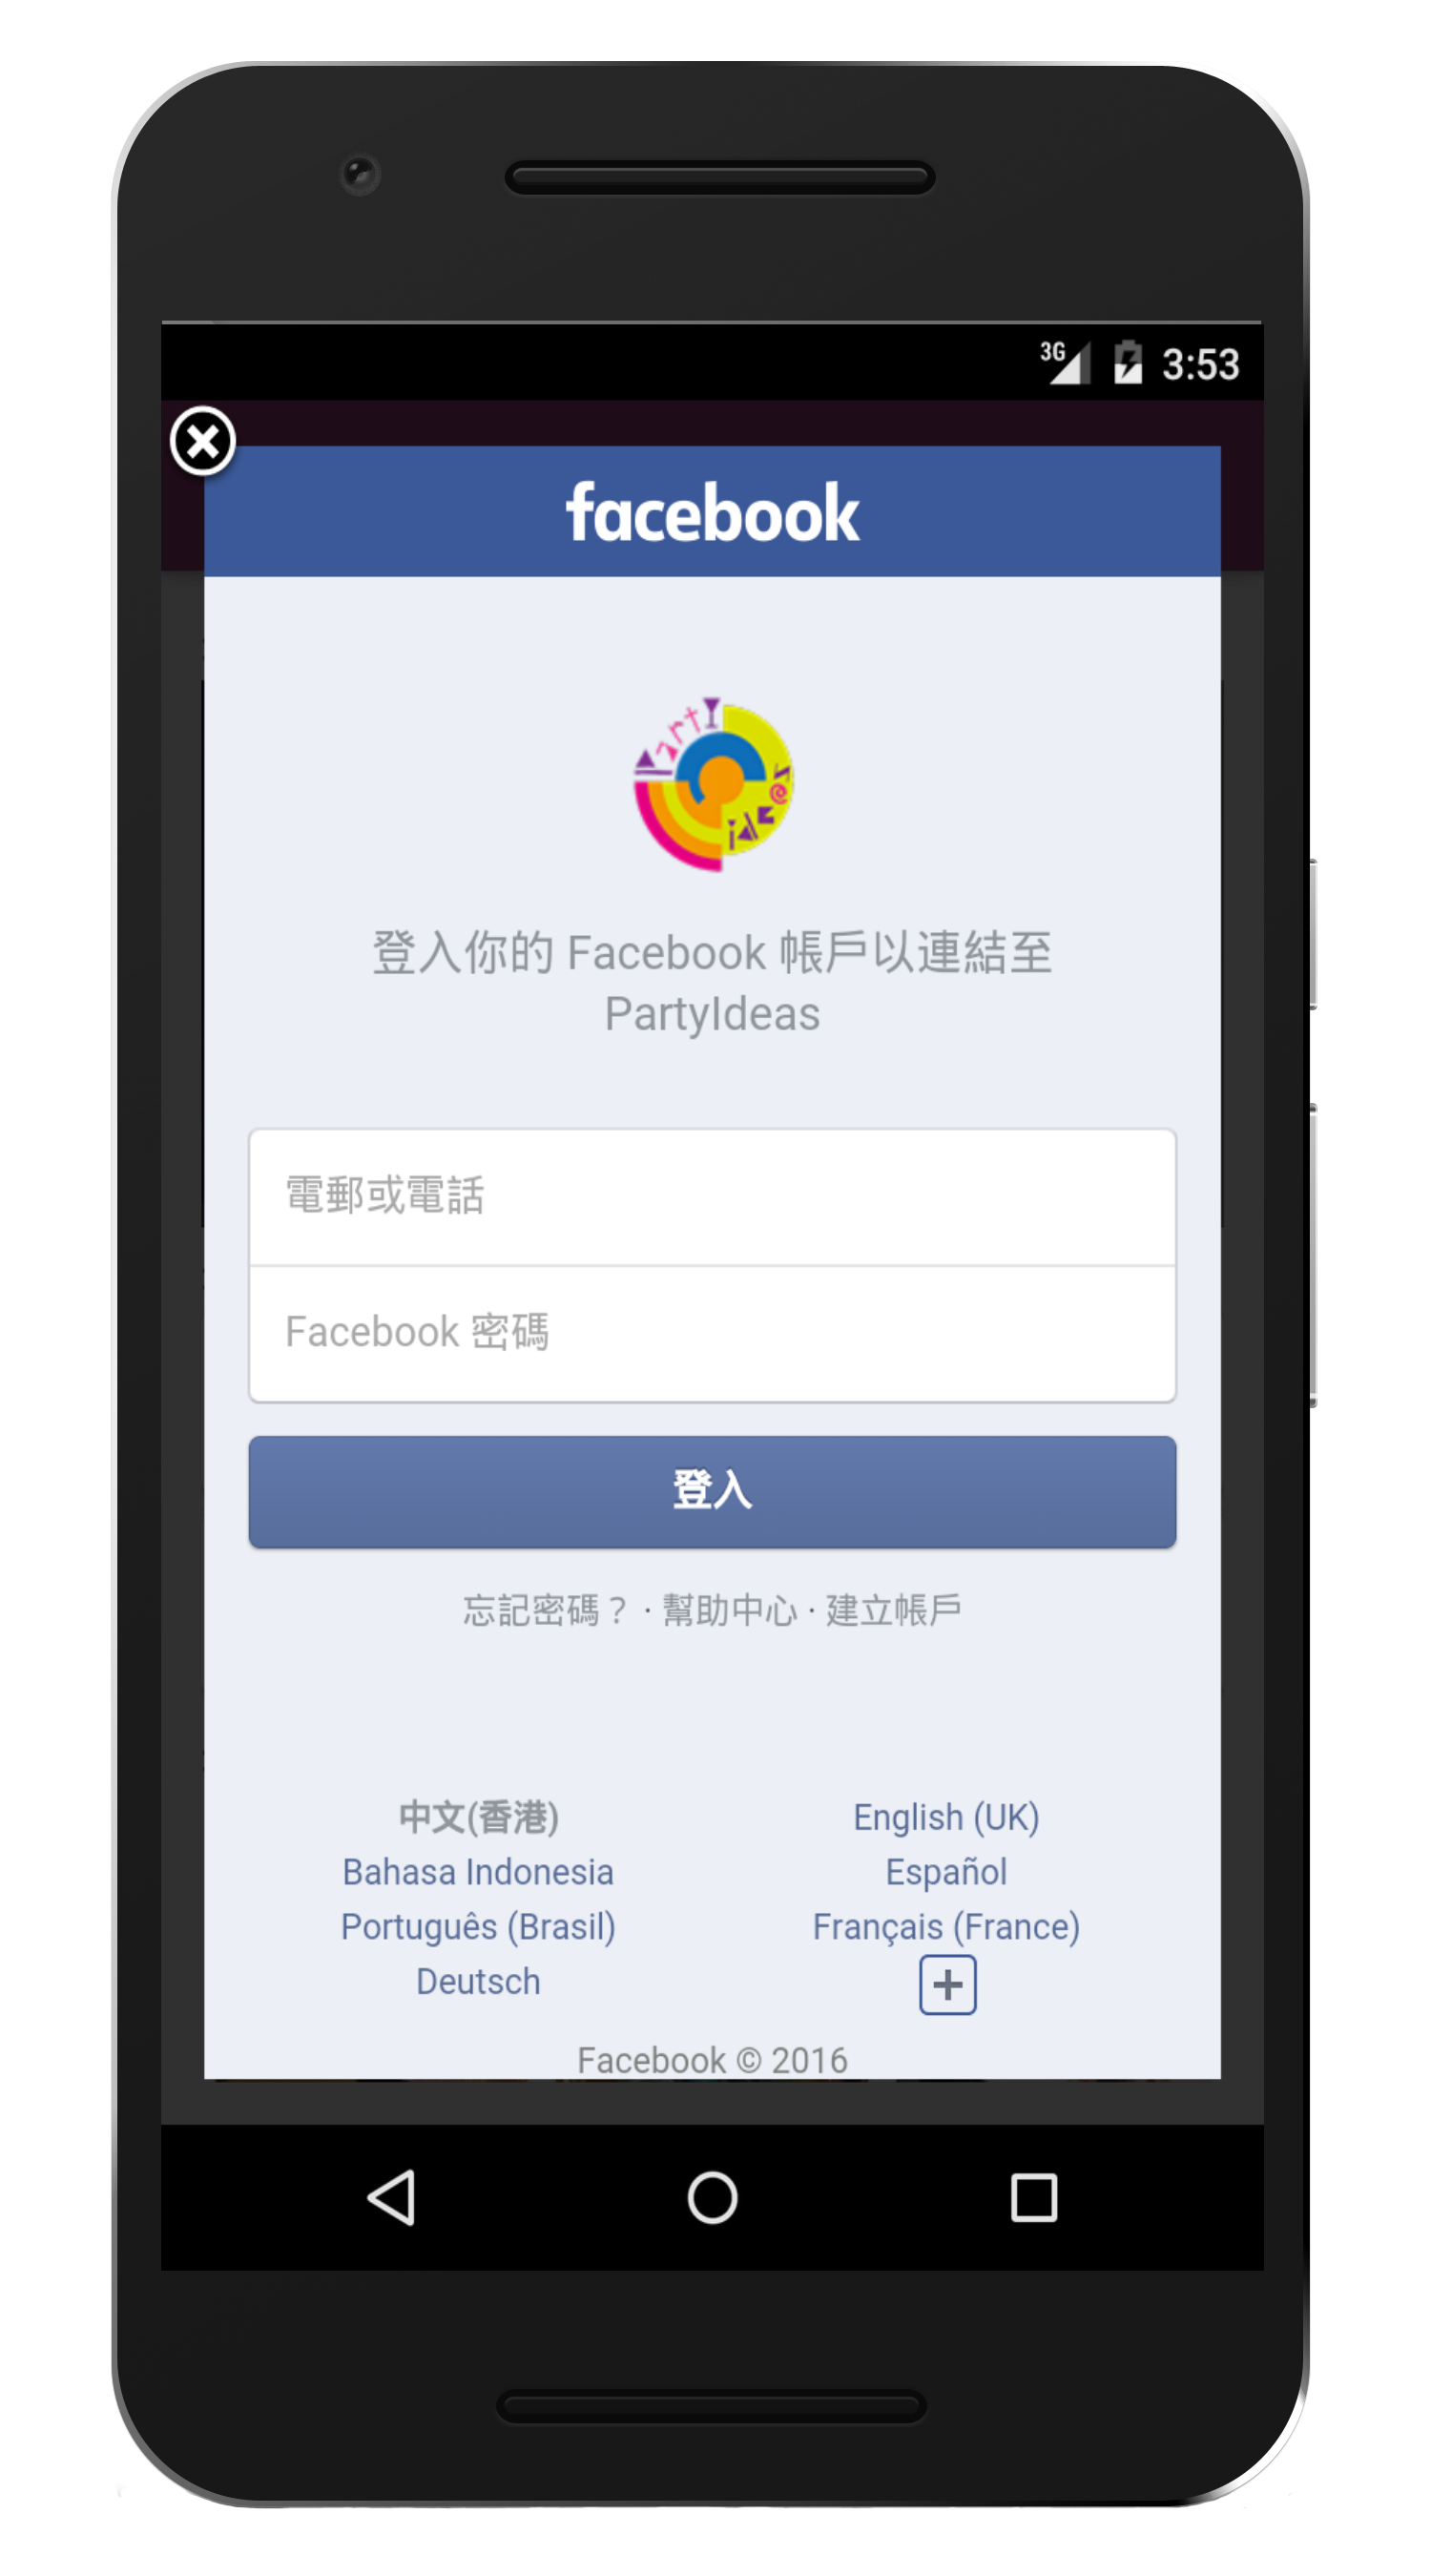 3G 3:53
facebook
Party
ideas
登入你的 Facebook 帳戶以連結至
PartyIdeas
電郵或電話
Facebook 密碼
登入
忘記密碼？ · 幫助中心 · 建立帳戶
中文(香港) English (UK)
Bahasa Indonesia Español
Português (Brasil) Français (France)
Deutsch
Facebook © 2016